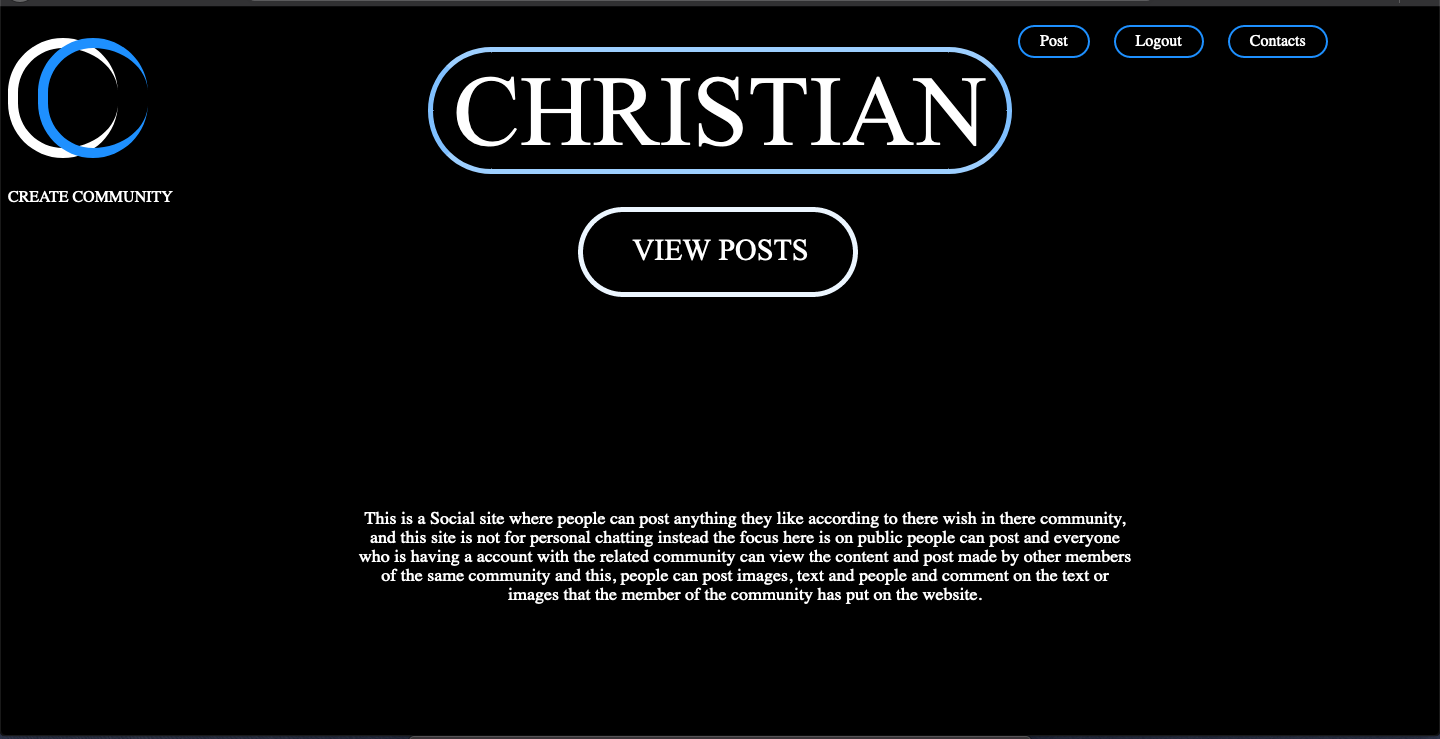 Post
Logout
Contacts
CHRISTIAN
CREATE COMMUNITY
VIEW POSTS
This is a Social site where people can post anything they like according to there wish in there community,
and this site is not for personal chatting instead the focus here is on public people can post and everyone
who is having a account with the related community can view the content and post made by other members
of the same community and this, people can post images, text and people and comment on the text or
images that the member of the community has put on the website.